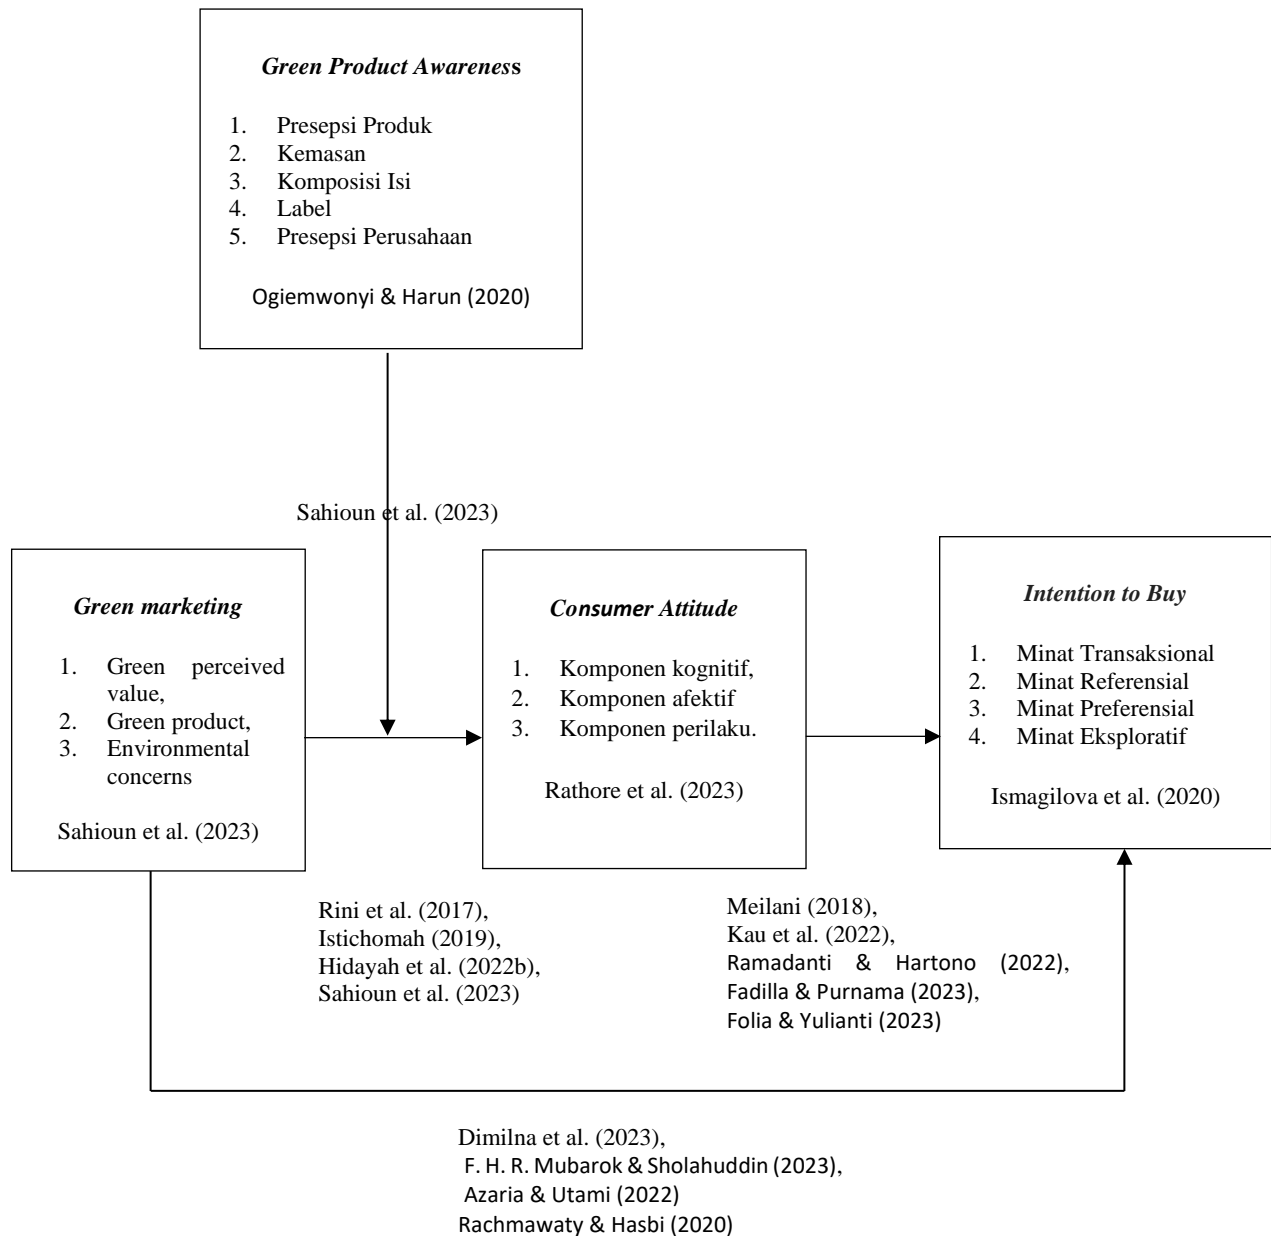 Green Product Awareness
1. Presepsi Produk
2. Kemasan
3. Komposisi Isi
4. Label
5. Presepsi Perusahaan
Ogiemwonyi & Harun (2020)
Sahioun et al. (2023)
Green marketing
1. Green perceived
value,
2. Green product,
3. Environmental
concerns
Sahioun et al. (2023)
Consumer Attitude
1. Komponen kognitif,
2. Komponen afektif
3. Komponen perilaku.
Rathore et al. (2023)
Intention to Buy
1. Minat Transaksional
2. Minat Referensial
3. Minat Preferensial
4. Minat Eksploratif
Ismagilova et al. (2020)
Rini et al. (2017),
Istichomah (2019),
Hidayah et al. (2022b),
Sahioun et al. (2023)
Meilani (2018),
Kau et al. (2022),
Ramadanti & Hartono (2022),
Fadilla & Purnama (2023),
Folia & Yulianti (2023)
Dimilna et al. (2023),
F. H. R. Mubarok & Sholahuddin (2023),
Azaria & Utami (2022)
Rachmawaty & Hasbi (2020)